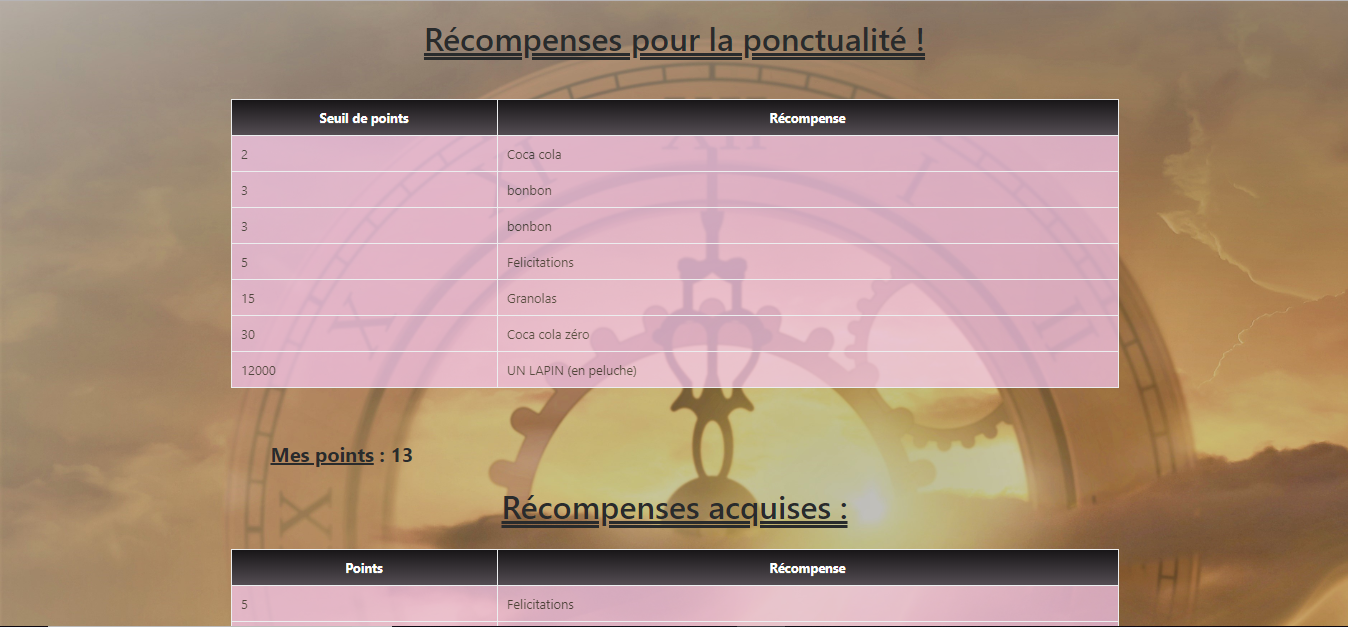 Récompenses pour la ponctualité !
Seuil de points Récompense
2 Coca cola
3 bonbon
3 bonbon
5 Felicitations
15 Granolas
30 Coca cola zéro
12000 UN LAPIN (en peluche)
Mes points : 13
Récompenses acquises :
Points Récompense
5 Felicitations